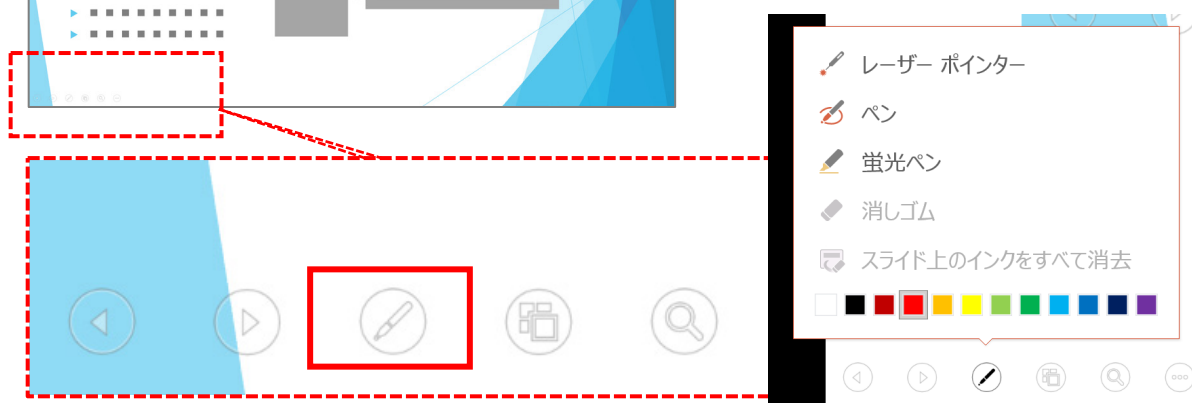 レーザー ポインター
ペン
蛍光ペン
消しゴム
スライド上のインクをすべて消去